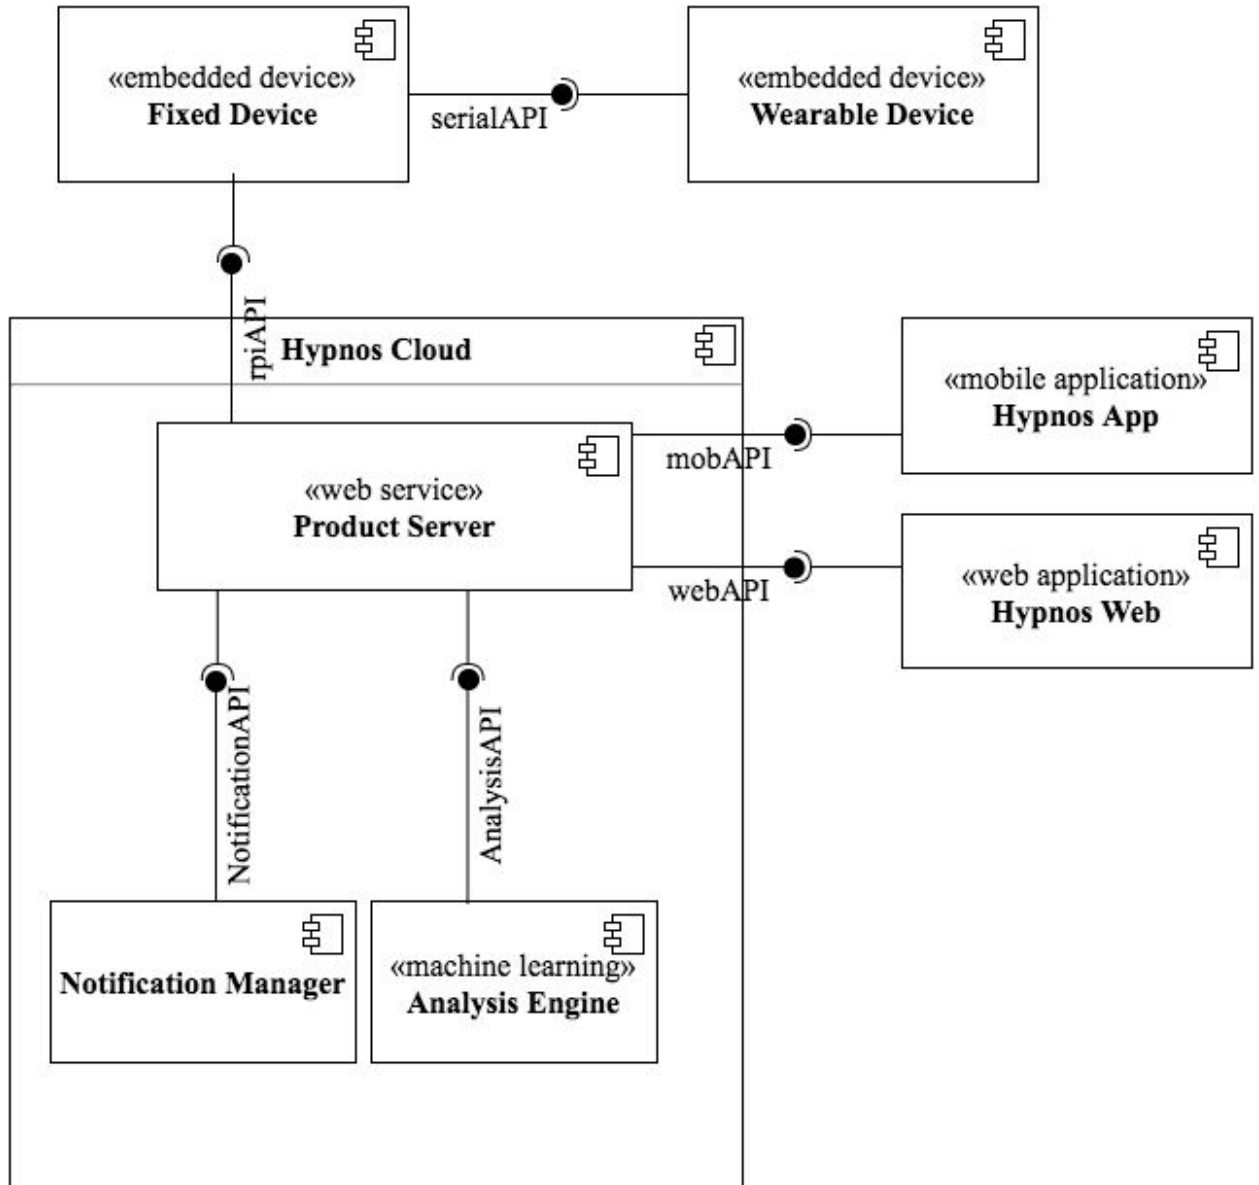 «embedded device»
Fixed Device
serialAPI
«embedded device»
Wearable Device
rpiAPI
Hypnos Cloud
«web service»
Product Server
mobAPI
«mobile application»
Hypnos App
webAPI
«web application»
Hypnos Web
NotificationAPI
AnalysisAPI
Notification Manager
«machine learning»
Analysis Engine